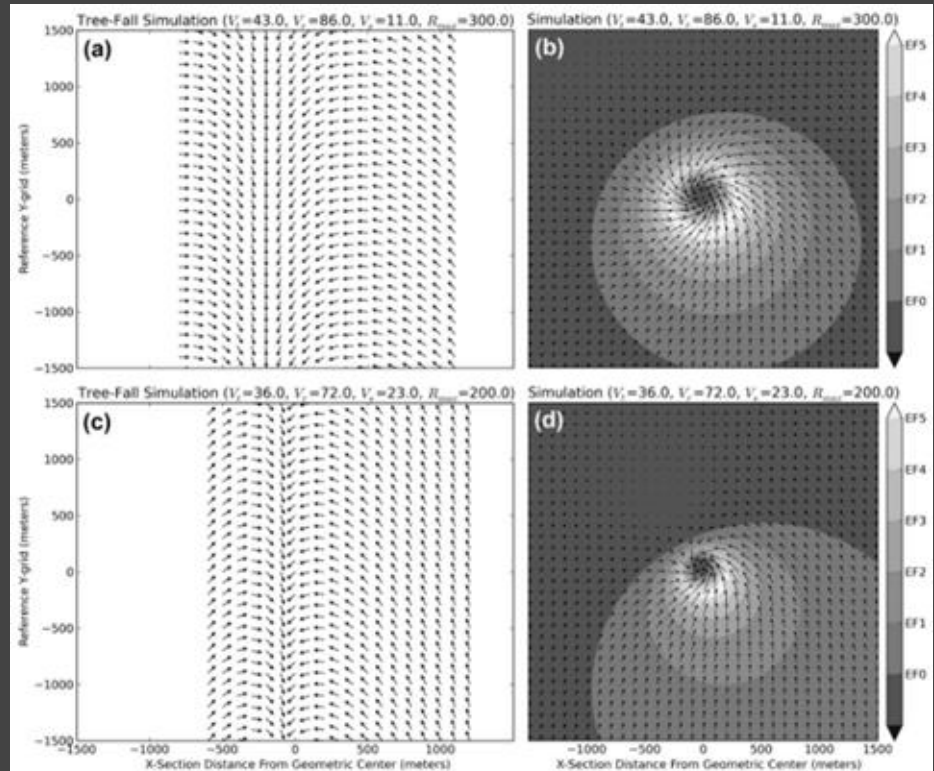 Tree-Fall Simulation (Vt=43.0, Vr=86.0, Vs=11.0, Rmax=300.0)
Simulation (Vt=43.0, Vr=86.0, Vs=11.0, Rmax=300.0)
(a)
(b)
Reference Y-grid (meters)
1500
1000
500
0
−500
−1000
−1500
EF5
EF4
EF3
EF2
EF1
EF0
Tree-Fall Simulation (Vt=36.0, Vr=72.0, Vs=23.0, Rmax=200.0)
Simulation (Vt=36.0, Vr=72.0, Vs=23.0, Rmax=200.0)
(c)
(d)
Reference Y-grid (meters)
1500
1000
500
0
−500
−1000
−1500
EF5
EF4
EF3
EF2
EF1
EF0
−1500 −1000 −500 0 500 1000
−1000 −500 0 500 1000 1500
X-Section Distance From Geometric Center (meters)
X-Section Distance From Geometric Center (meters)